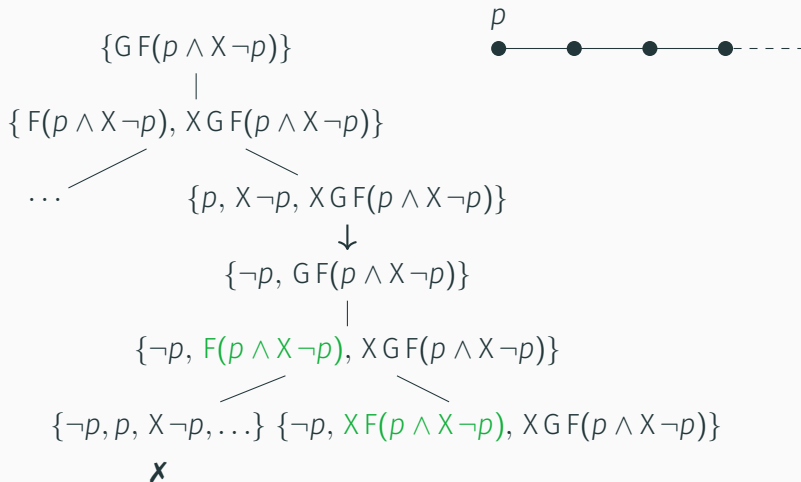 p
{G F(p ∧ X ¬p)}
{ F(p ∧ X ¬p), X G F(p ∧ X ¬p)}
... {p, X ¬p, X G F(p ∧ X ¬p)}
{¬p, G F(p ∧ X ¬p)}
{¬p, F(p ∧ X ¬p), X G F(p ∧ X ¬p)}
{¬p, p, X ¬p, ...} {¬p, X F(p ∧ X ¬p), X G F(p ∧ X ¬p)}
✗